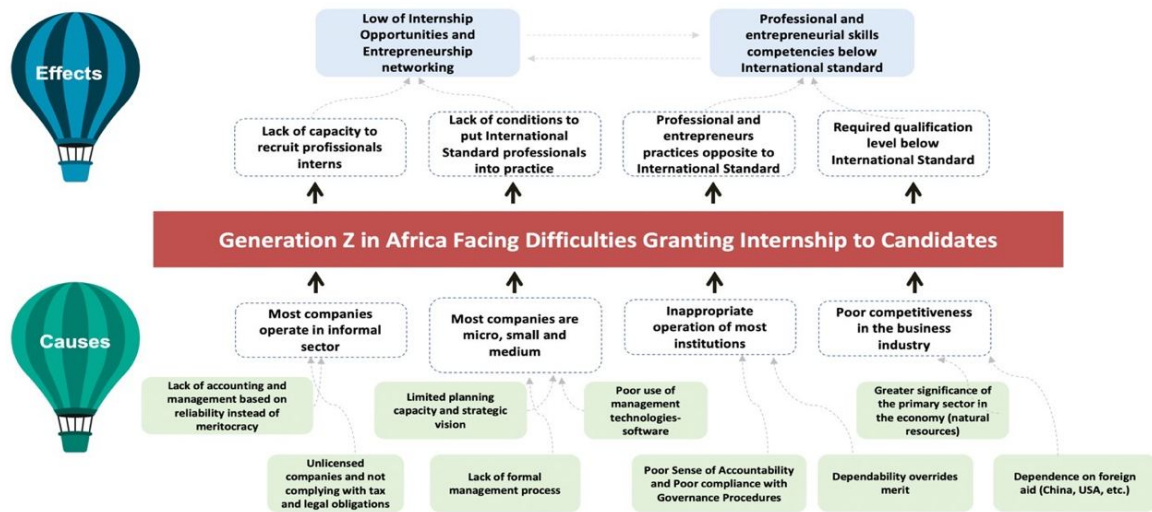 Effects
Low of Internship
Opportunities and
Entrepreneurship
networking
Professional and
entrepreneurial skills
competencies below
International standard
Lack of capacity to
recruit profissionals
interns
Lack of conditions to
put International
Standard professionals
into practice
Professional and
entrepreneurs
practices opposite to
International Standard
Required qualification
level below
International Standard
Generation Z in Africa Facing Difficulties Granting Internship to Candidates
Causes
Most companies
operate in informal
sector
Most companies are
micro, small and
medium
Inappropriate
operation of most
institutions
Poor competitiveness
in the business
industry
Lack of accounting and
management based on
reliability instead of
meritocracy
Limited planning
capacity and strategic
vision
Poor use of
management
technologies-
software
Greater significance of
the primary sector in
the economy (natural
resources)
Unlicensed
companies and not
complying with tax
and legal obligations
Lack of formal
management process
Poor Sense of Accountability
and Poor compliance with
Governance Procedures
Dependability overrides
merit
Dependence on foreign
aid (China, USA, etc.)